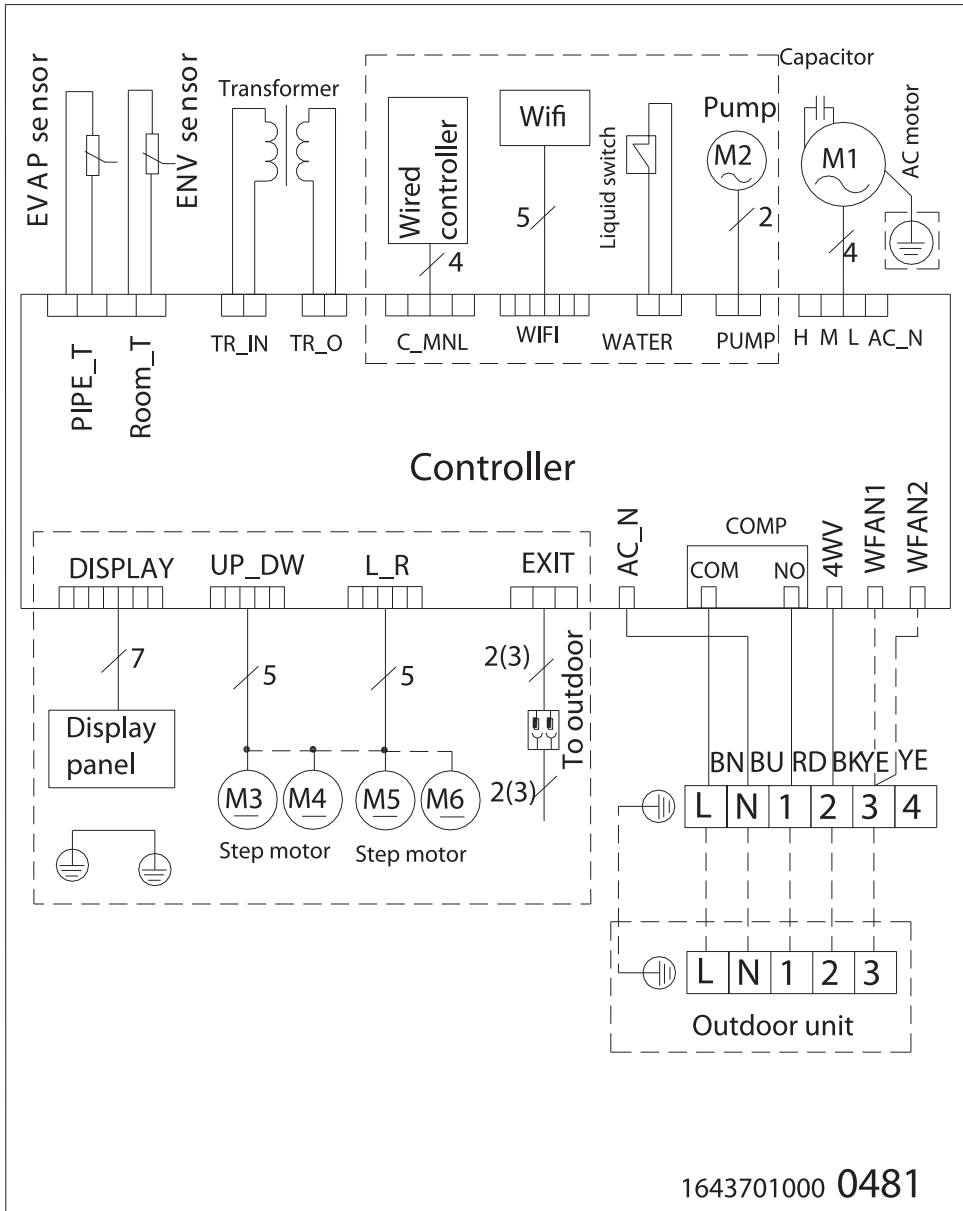 EVAP sensor
ENV sensor
Transformer
Wired
controller
Wifi
Liquid switch
Pump
M2
Capacitor
M1
AC motor
4
5
2
4
PIPE_T
Room_T
TR_IN
TR_O
C_MNL
WIFI
WATER
PUMP
H M L AC_N
Controller
DISPLAY
UP_DW
L_R
EXIT
AC_N
COMP
COM
NO
4WV
WFAN1
WFAN2
7
5
5
2(3)
To outdoor
2(3)
Display
panel
M3
M4
M5
M6
Step motor
Step motor
BN BU RD BK YE YE
L N 1 2 3 4
L N 1 2 3
Outdoor unit
1643701000 0481